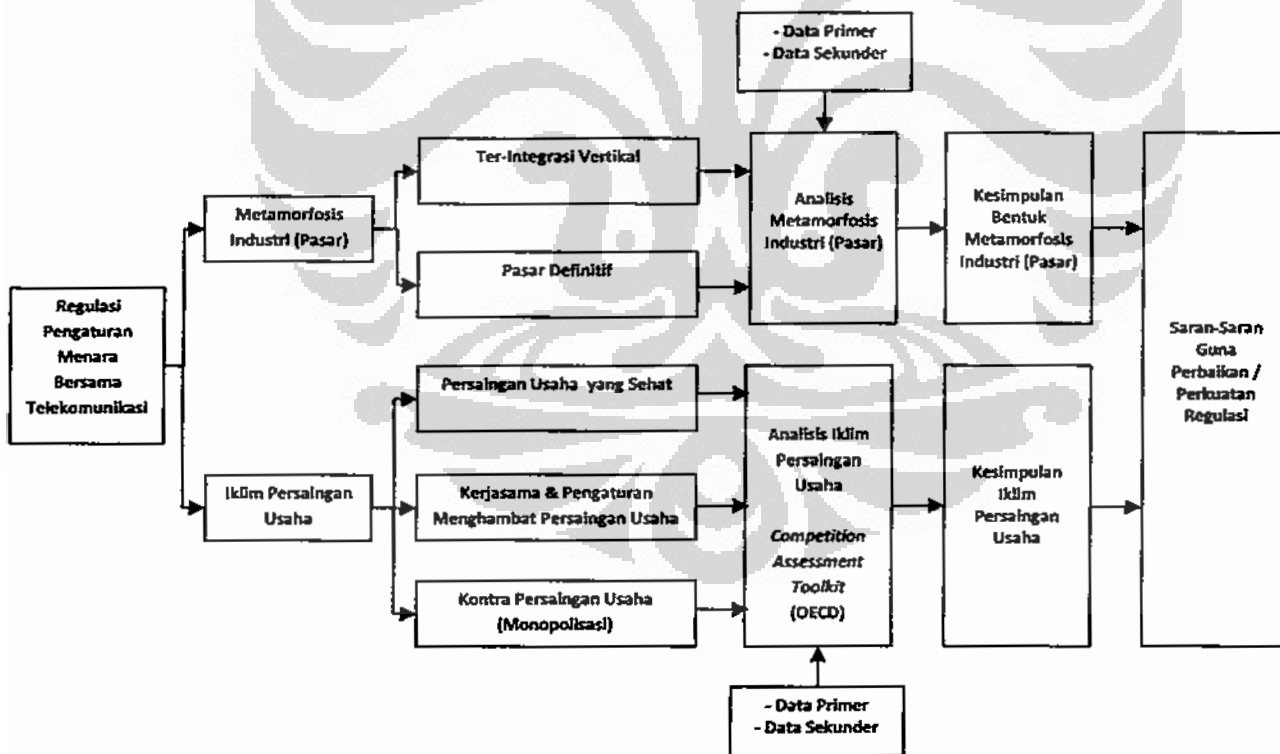 - Data Primer
- Data Sekunder
Ter-Integrasi Vertikal
Metamorfosis
Industri (Pasar)
Pasar Definitif
Analisis
Metamorfosis
Industri (Pasar)
Kesimpulan
Bentuk
Metamorfosis
Industri (Pasar)
Regulasi
Pengaturan
Menara
Bersama
Telekomunikasi
Saran-Saran
Guna
Perbaikan /
Perkuatan
Regulasi
Persaingan Usaha yang Sehat
Iklim Persaingan
Usaha
Kerjasama & Pengaturan
Menghambat Persaingan Usaha
Kontra Persaingan Usaha
(Monopolisasi)
Analisis Iklim
Persaingan
Usaha
Competition
Assessment
Toolkit
(OECD)
Kesimpulan
Iklim
Persaingan
Usaha
- Data Primer
- Data Sekunder